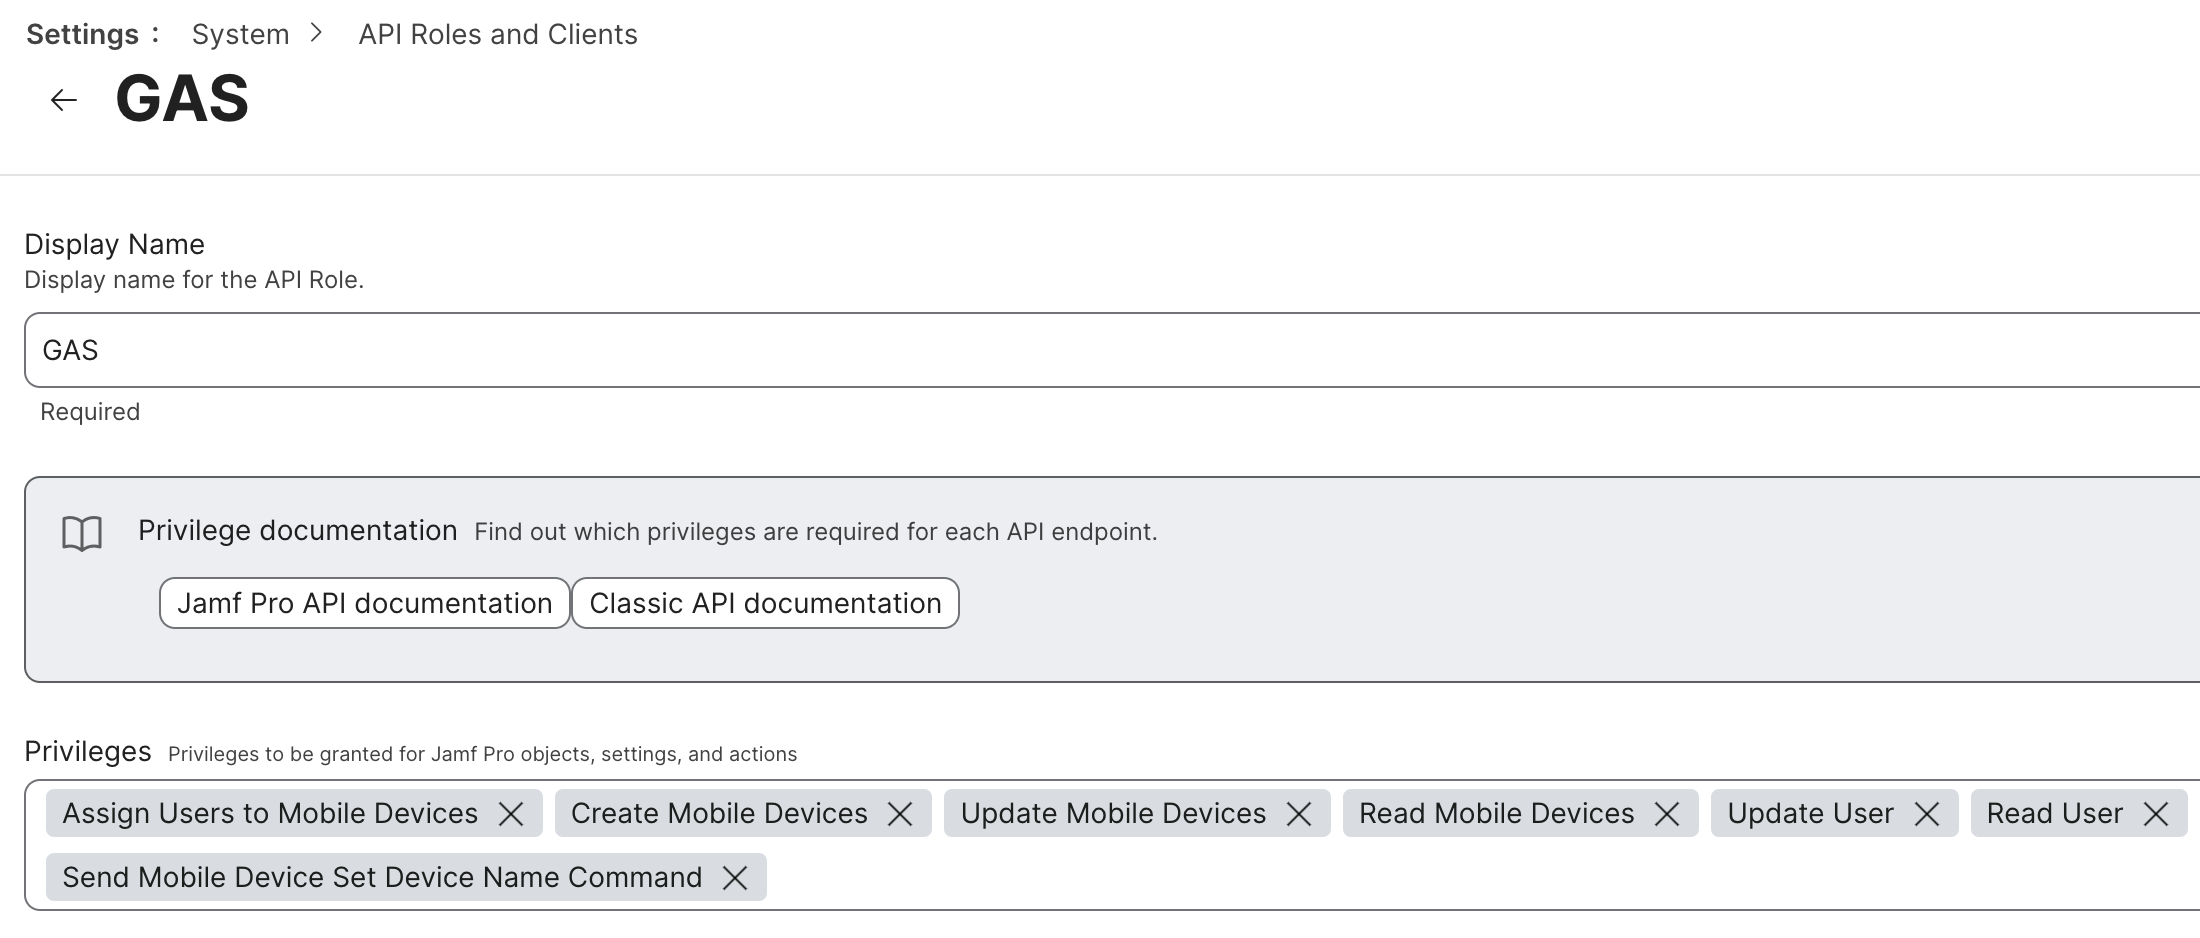 Settings : System > API Roles and Clients
← GAS
Display Name
Display name for the API Role.
GAS
Required
Privilege documentation Find out which privileges are required for each API endpoint.
Jamf Pro API documentation Classic API documentation
Privileges Privileges to be granted for Jamf Pro objects, settings, and actions
Assign Users to Mobile Devices × Create Mobile Devices × Update Mobile Devices × Read Mobile Devices × Update User × Read User ×
Send Mobile Device Set Device Name Command ×